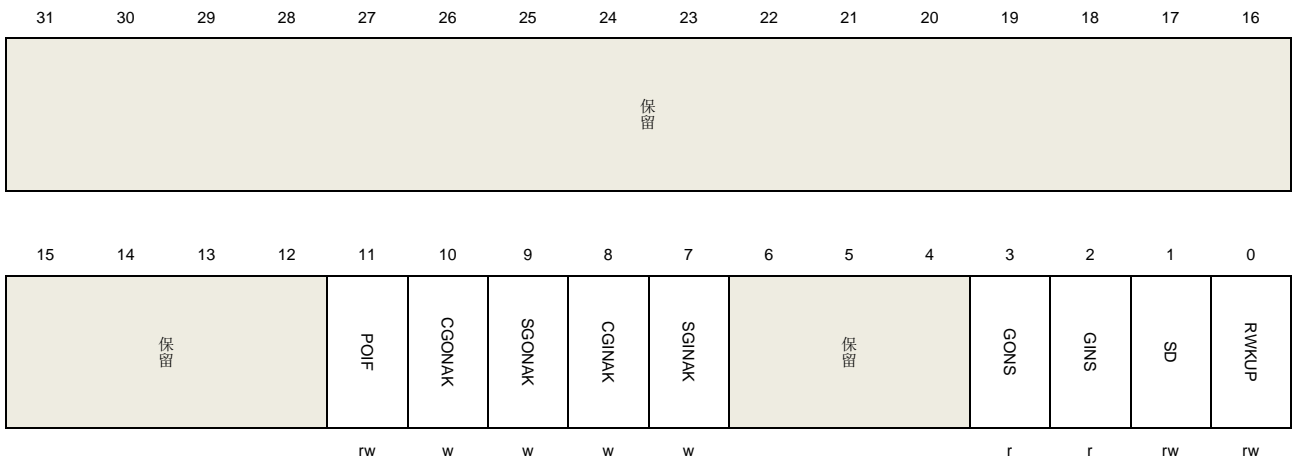 31 30 29 28 27 26 25 24 23 22 21 20 19 18 17 16
保留
15 14 13 12 11 10 9 8 7 6 5 4 3 2 1 0
保留 POIF CGONAK SGONAK CGINAK SGINAK 保留 GONS GINS SD RWKUP
rw w w w w r r rw rw